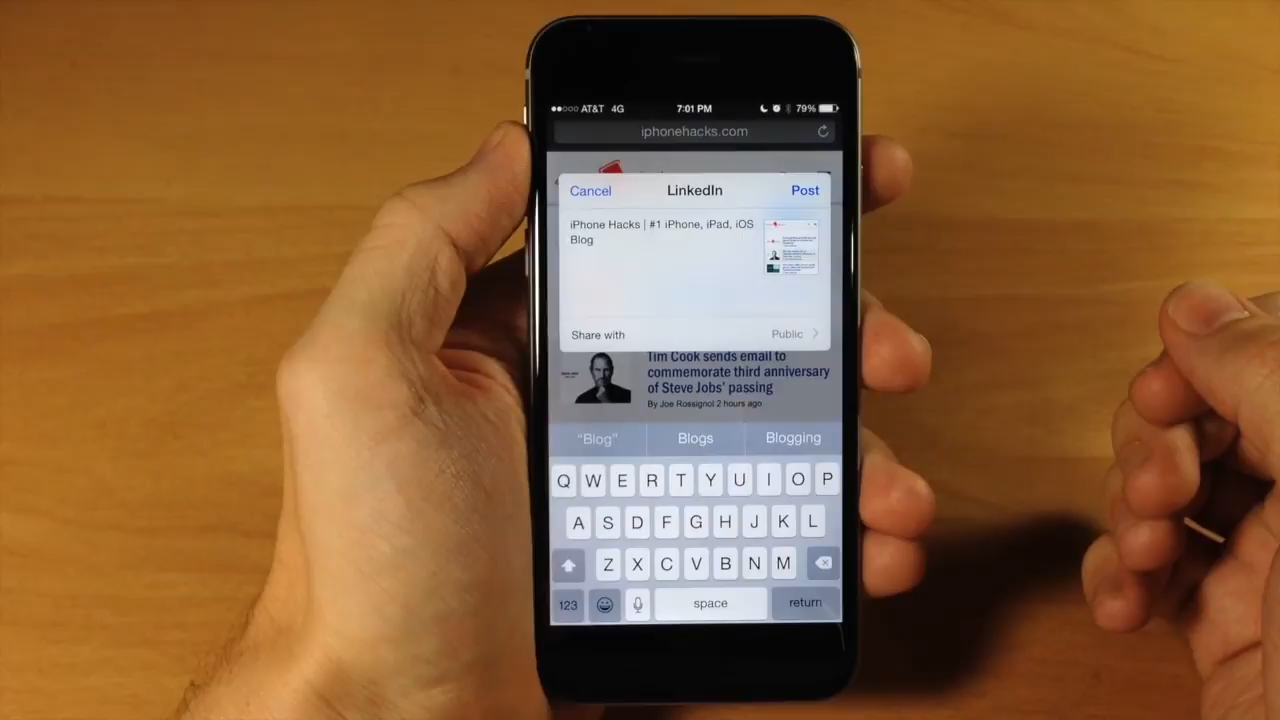 AT&T 4G 7:01 PM 79%
iphonehacks.com
Cancel LinkedIn Post
iPhone Hacks | #1 iPhone, iPad, iOS
Blog
Share with Public
Tim Cook sends email to
commemorate third anniversary
of Steve Jobs' passing
By Joe Rossignol 2 hours ago
"Blog" Blogs Blogging
Q W E R T Y U I O P
A S D F G H J K L
Z X C V B N M
123 space return